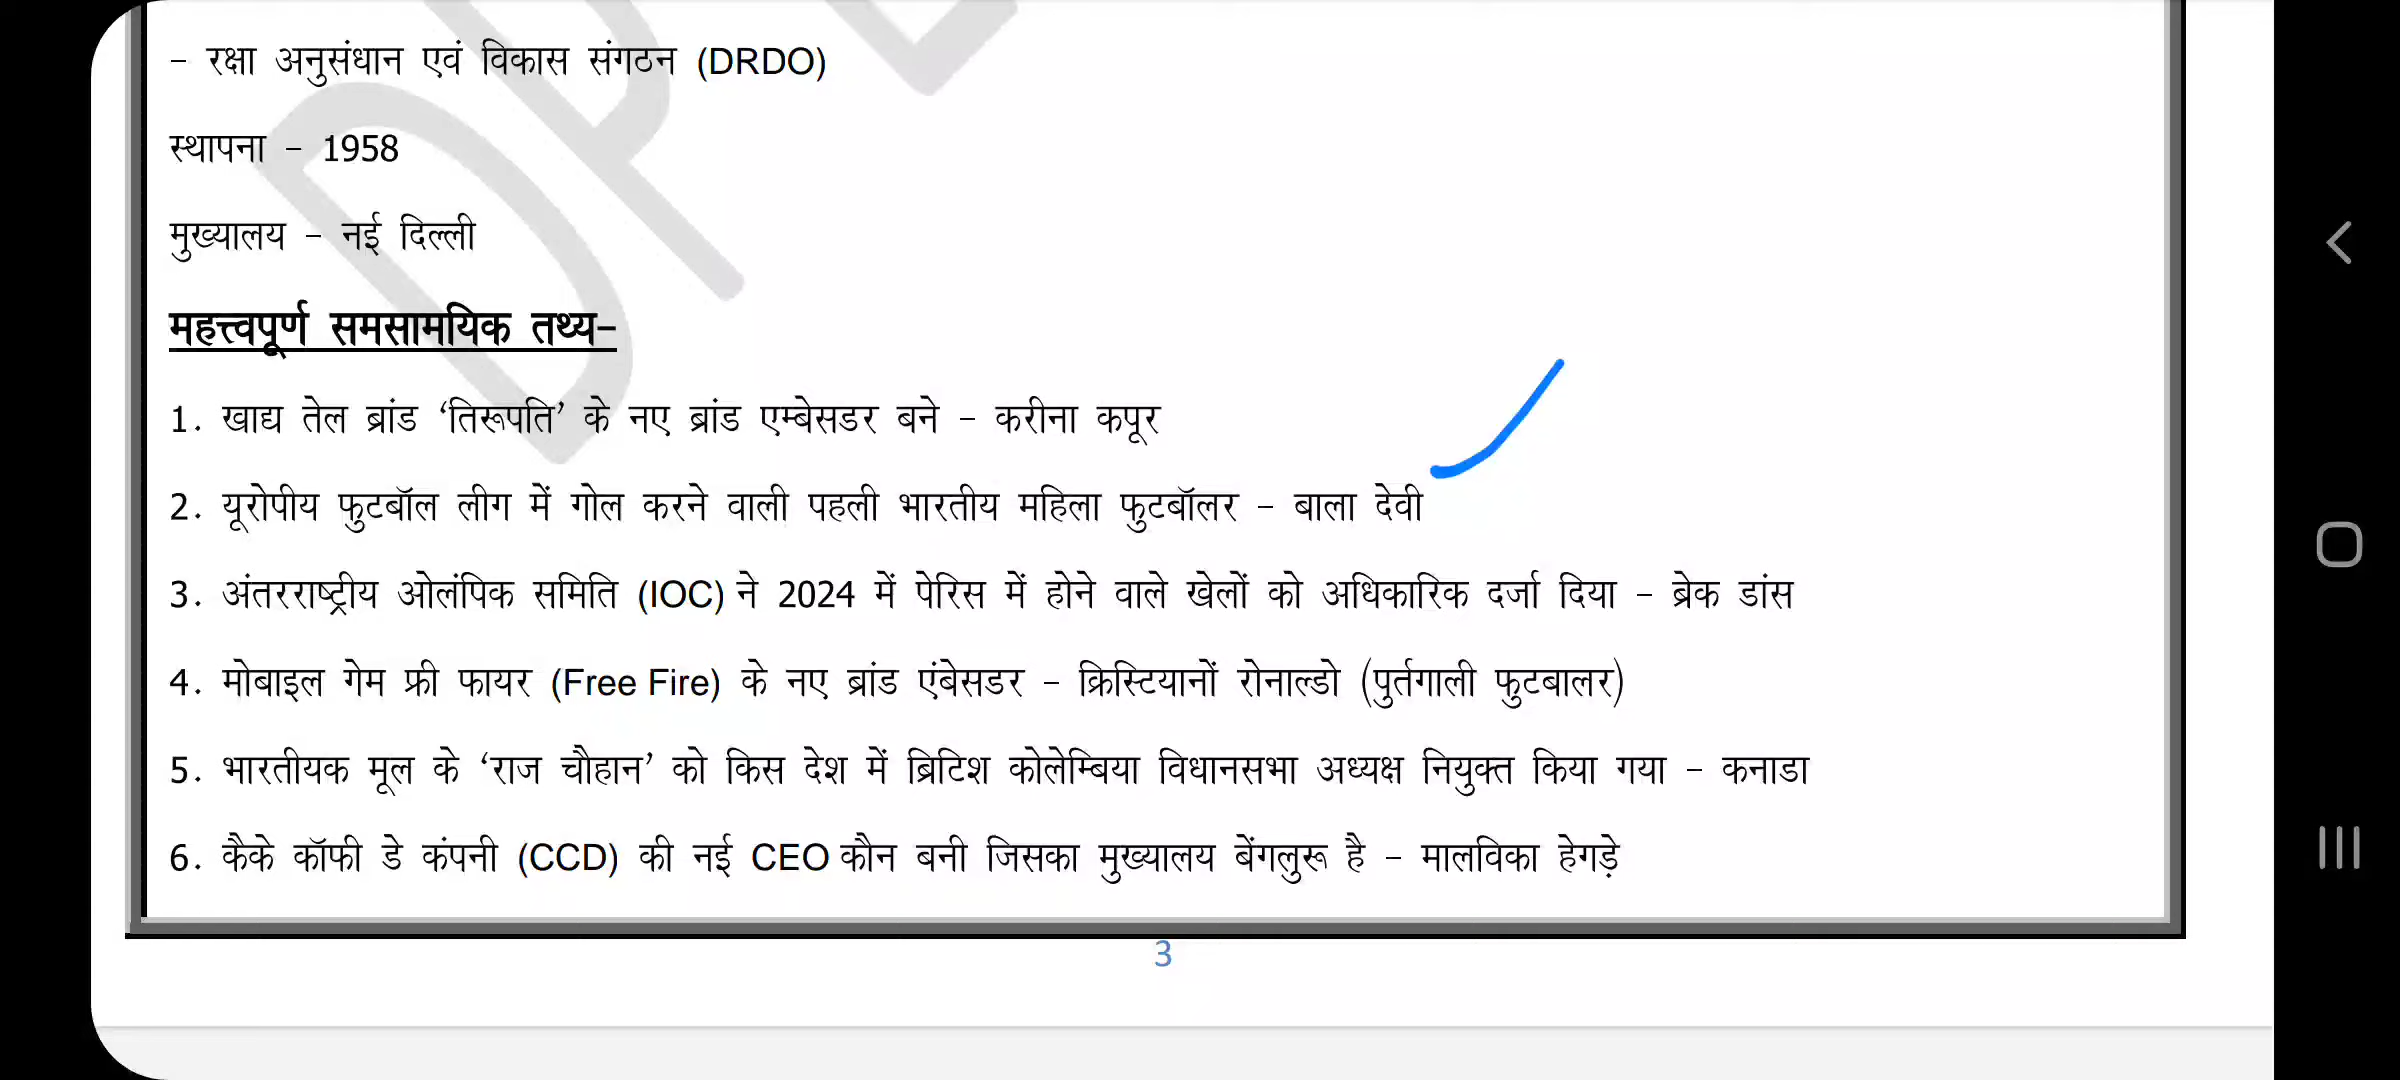 - रक्षा अनुसंधान एवं विकास संगठन (DRDO)
स्थापना - 1958
मुख्यालय - नई दिल्ली
महत्त्वपूर्ण समसामयिक तथ्य-
1. खाद्य तेल ब्रांड ‘तिरूपति’ के नए ब्रांड एम्बेसडर बने - करीना कपूर
2. यूरोपीय फुटबॉल लीग में गोल करने वाली पहली भारतीय महिला फुटबॉलर - बाला देवी
3. अंतरराष्ट्रीय ओलंपिक समिति (IOC) ने 2024 में पेरिस में होने वाले खेलों को अधिकारिक दर्जा दिया - ब्रेक डांस
4. मोबाइल गेम फ्री फायर (Free Fire) के नए ब्रांड एंबेसडर - क्रिस्टियानों रोनाल्डो (पुर्तगाली फुटबालर)
5. भारतीयक मूल के ‘राज चौहान’ को किस देश में ब्रिटिश कोलेम्बिया विधानसभा अध्यक्ष नियुक्त किया गया - कनाडा
6. कैके कॉफी डे कंपनी (CCD) की नई CEO कौन बनी जिसका मुख्यालय बेंगलुरू है - मालविका हेगड़े
3